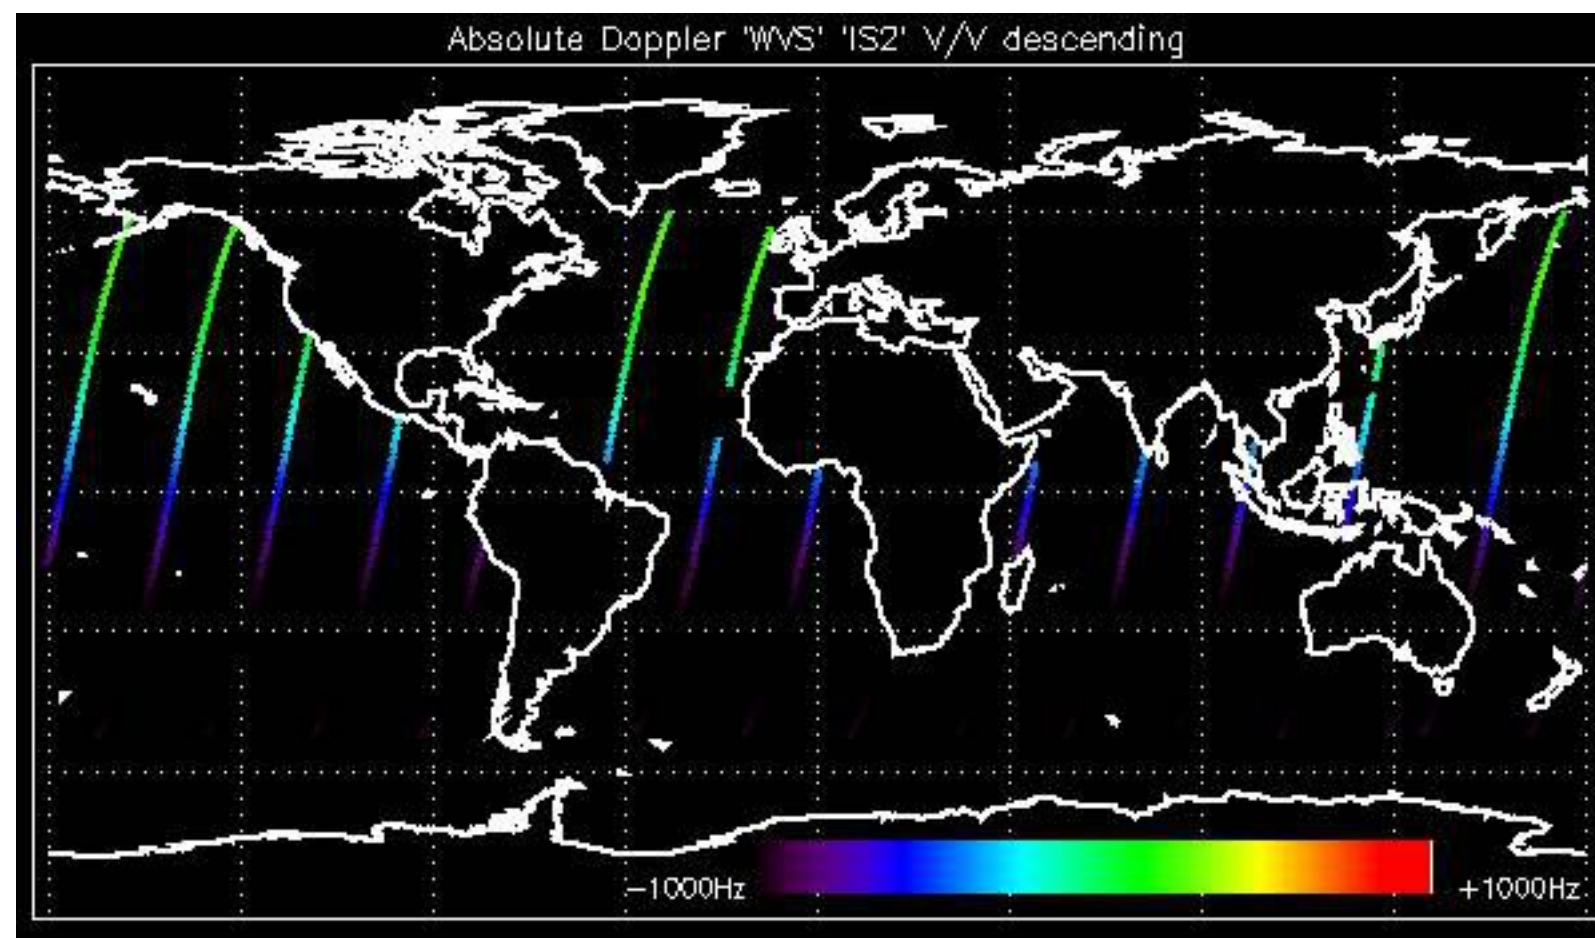 Absolute Doppler 'WVS' 'IS2' V/V descending
−1000Hz
+1000Hz